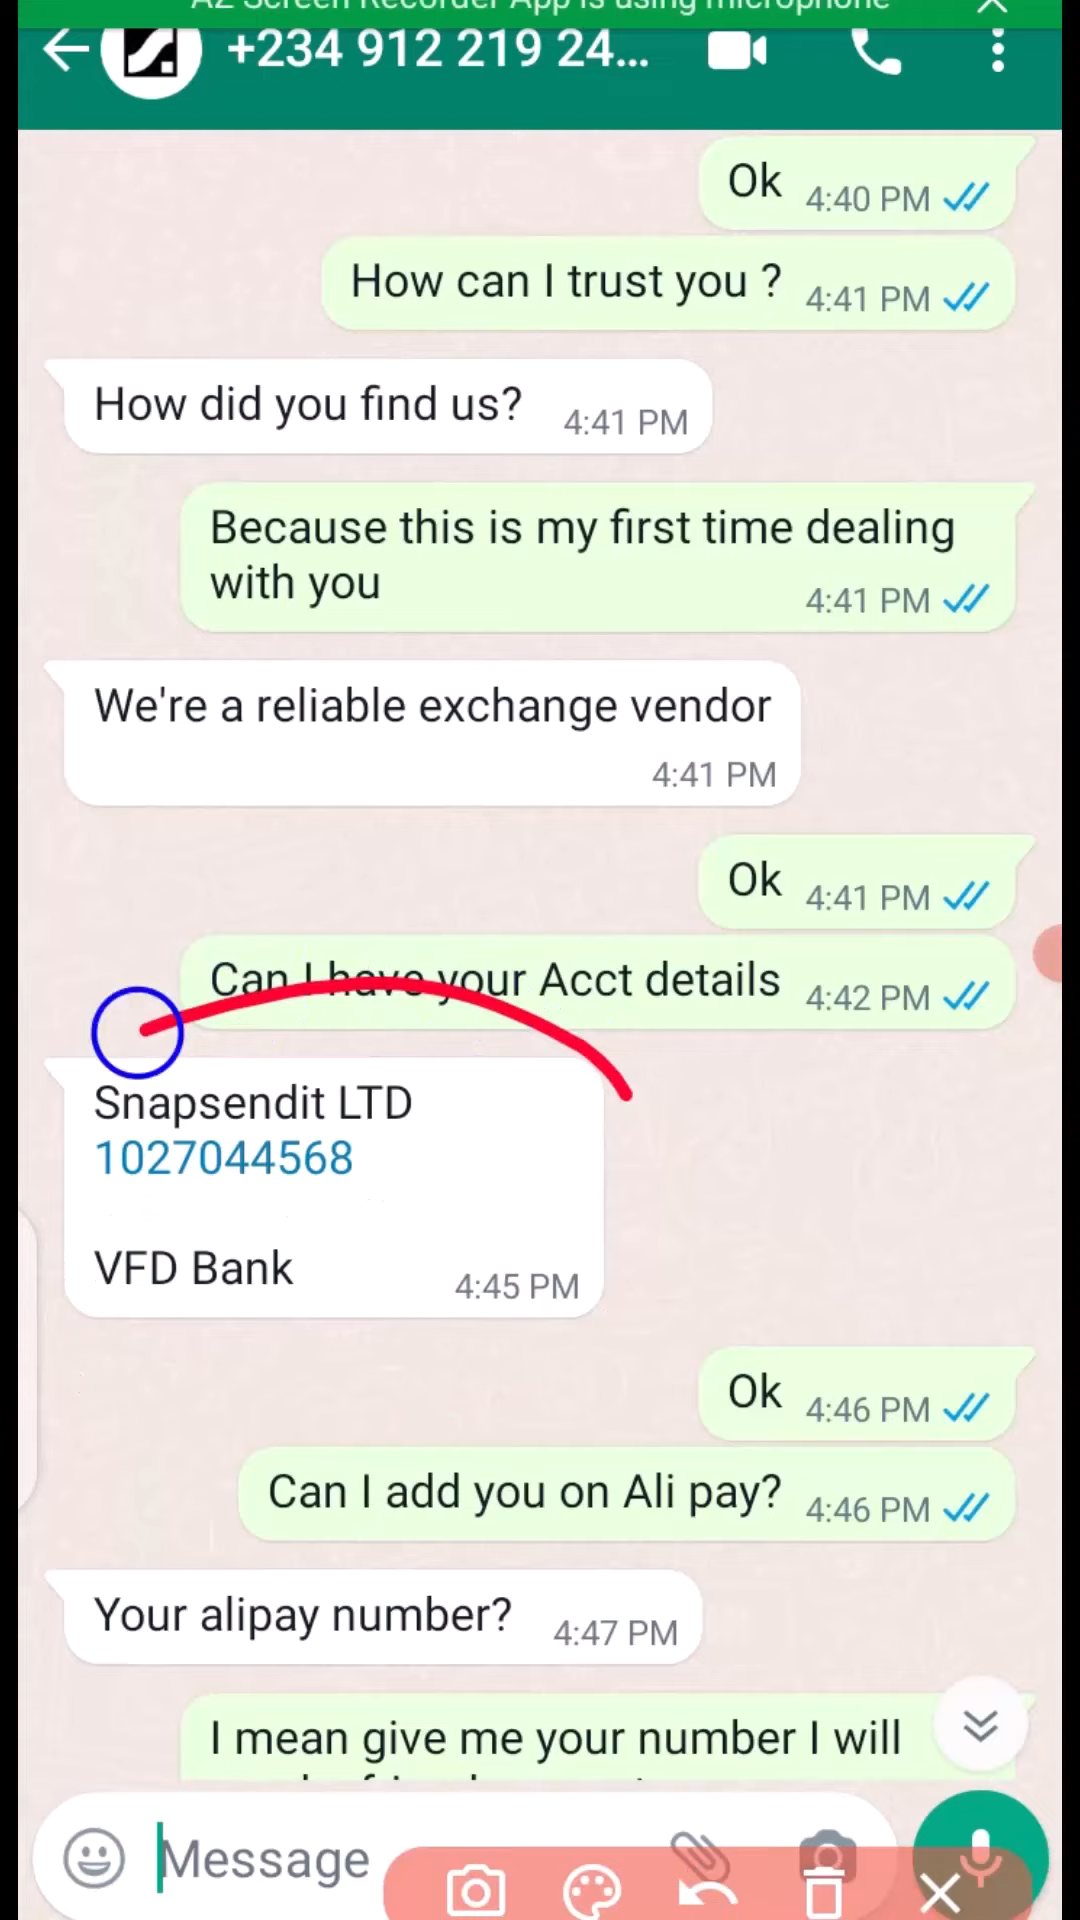 AZ Screen Recorder App is using microphone
+234 912 219 24...
Ok 4:40 PM
How can I trust you ? 4:41 PM
How did you find us? 4:41 PM
Because this is my first time dealing
with you 4:41 PM
We're a reliable exchange vendor
4:41 PM
Ok 4:41 PM
Can I have your Acct details 4:42 PM
Snapsendit LTD
1027044568
VFD Bank 4:45 PM
Ok 4:46 PM
Can I add you on Ali pay? 4:46 PM
Your alipay number? 4:47 PM
I mean give me your number I will
Message